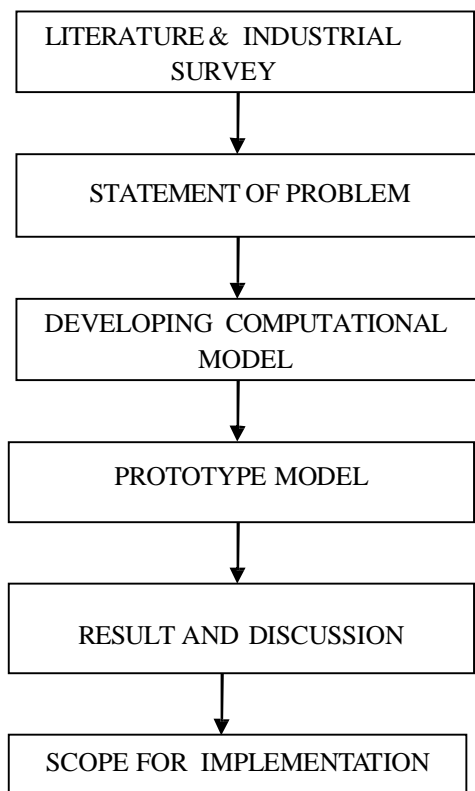 LITERATURE & INDUSTRIAL
SURVEY
STATEMENT OF PROBLEM
DEVELOPING COMPUTATIONAL
MODEL
PROTOTYPE MODEL
RESULT AND DISCUSSION
SCOPE FOR IMPLEMENTATION